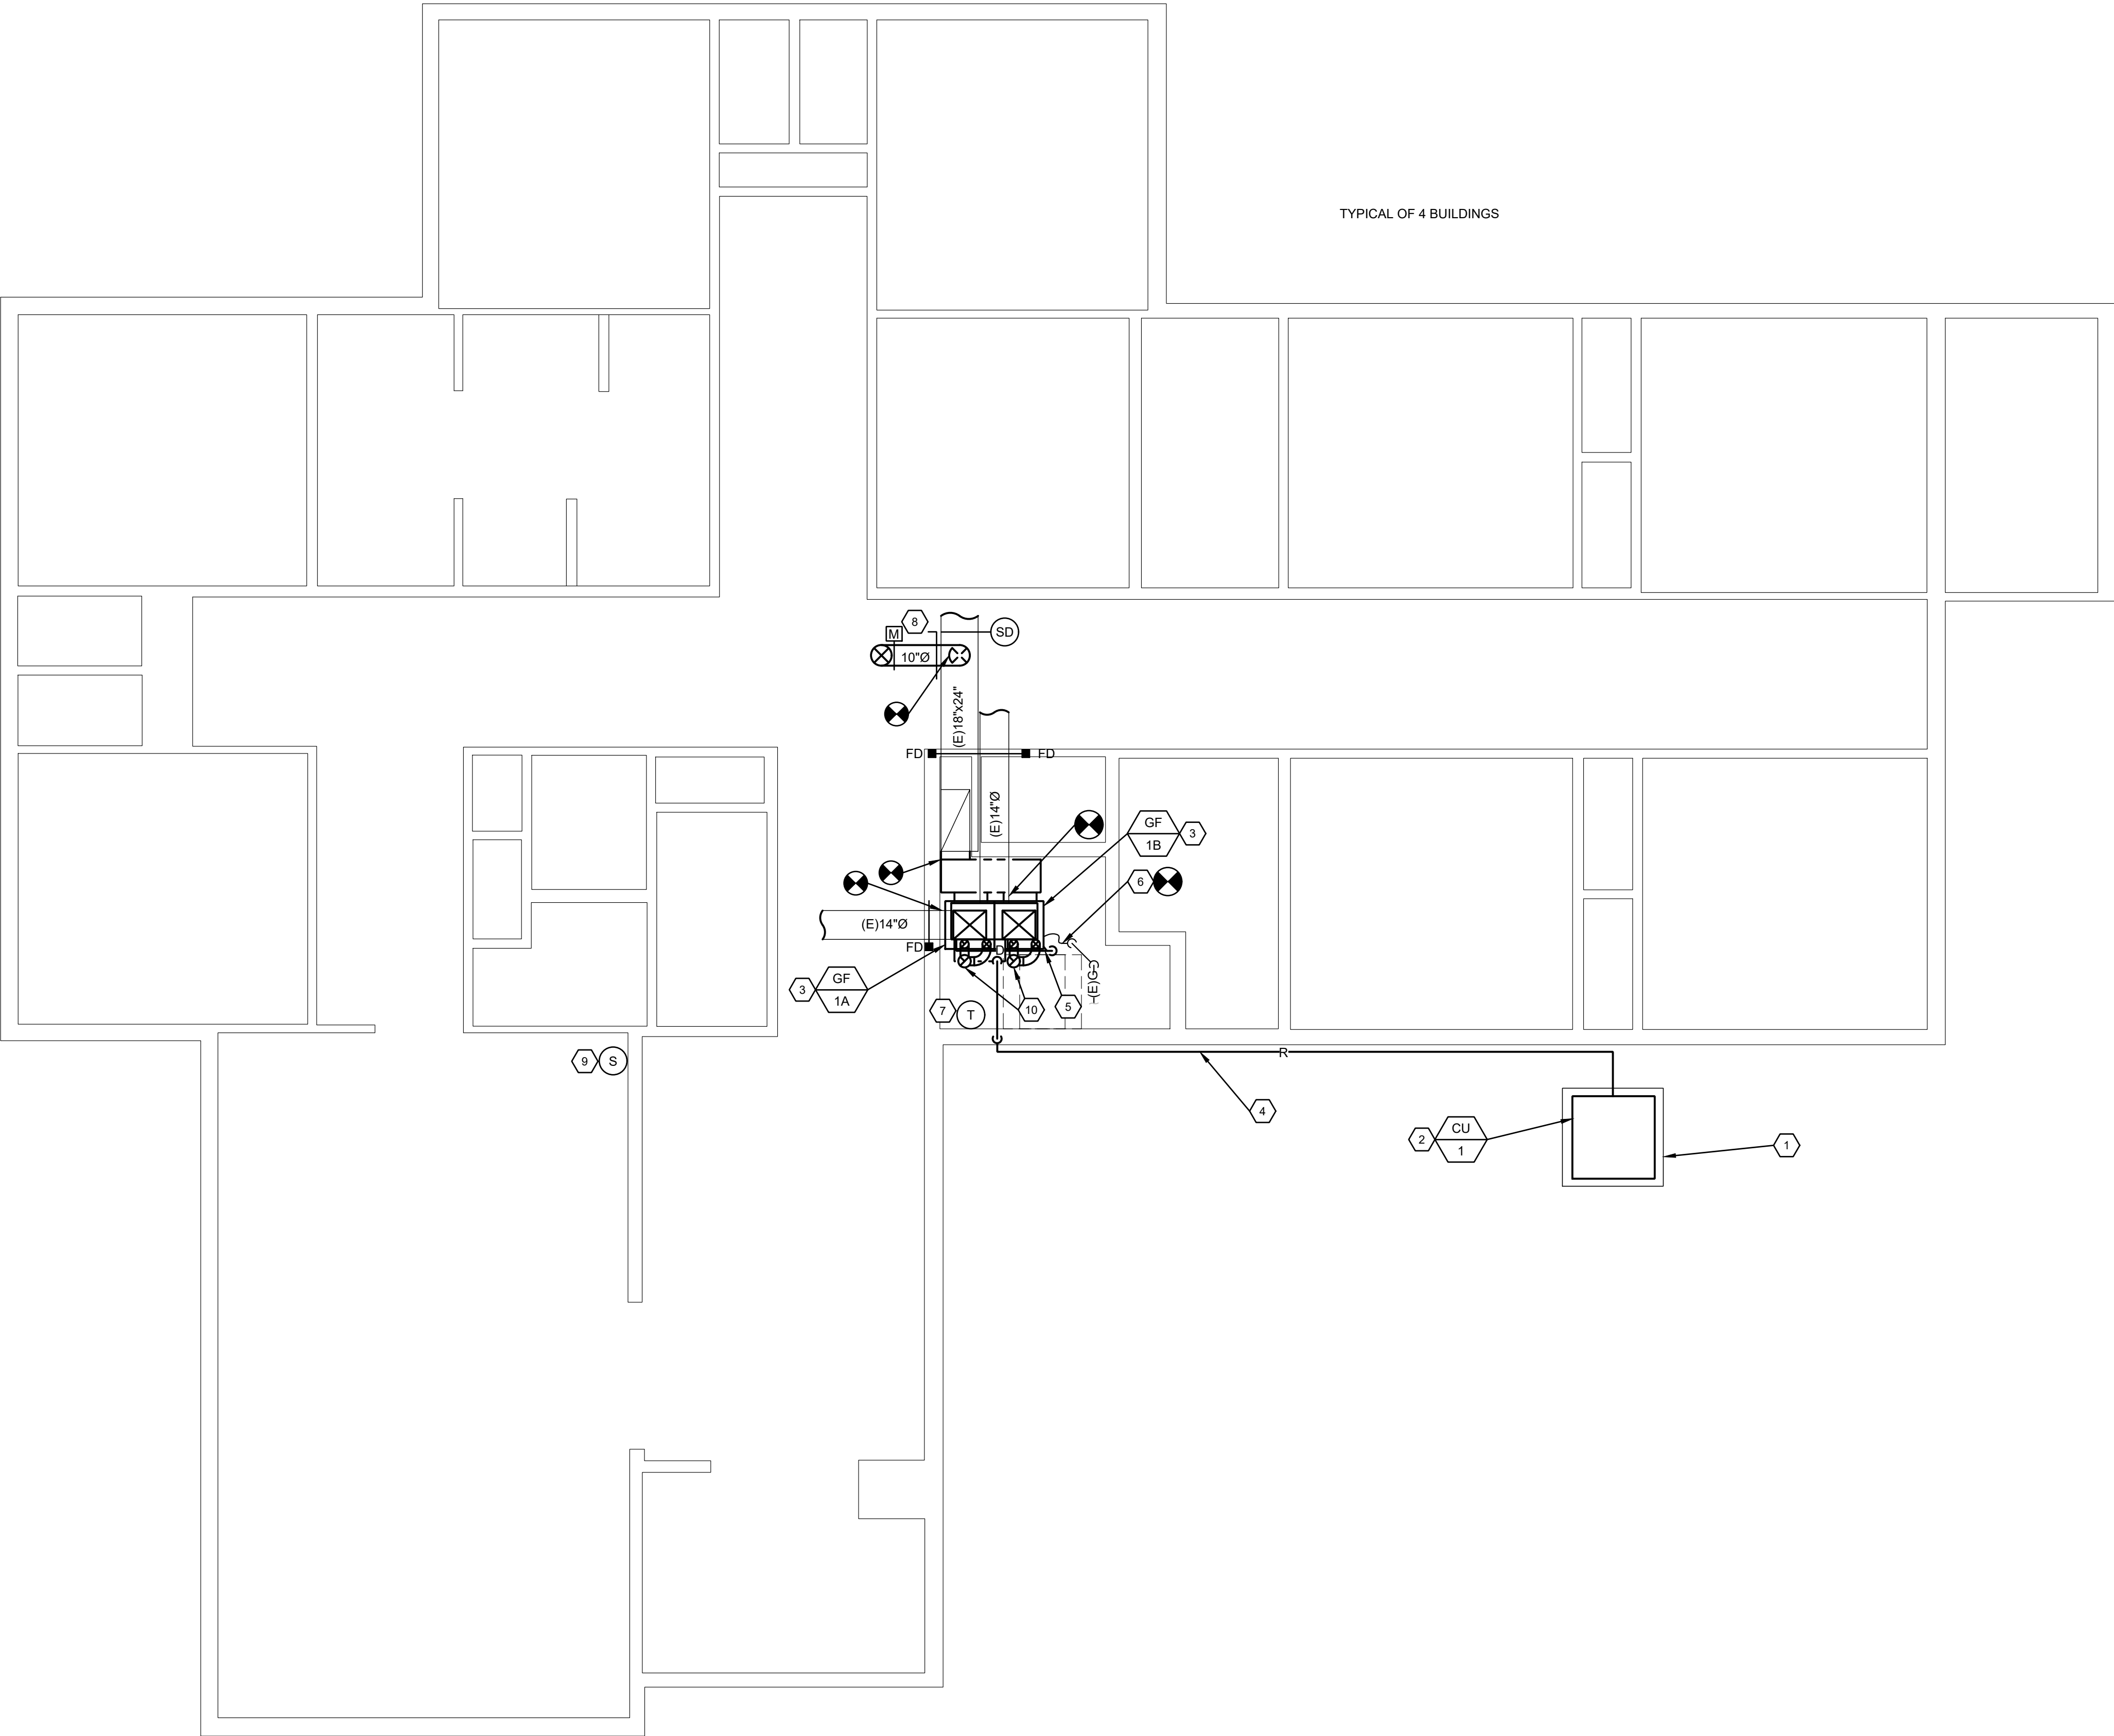 TYPICAL OF 4 BUILDINGS
8
M
SD
10"Ø
(E)18"x24"
FD
FD
(E)14"Ø
GF
1B
3
6
(E)14"Ø
FD
D
GF
1A
3
(E)G
7
T
10
5
9
S
R
4
2
CU
1
1